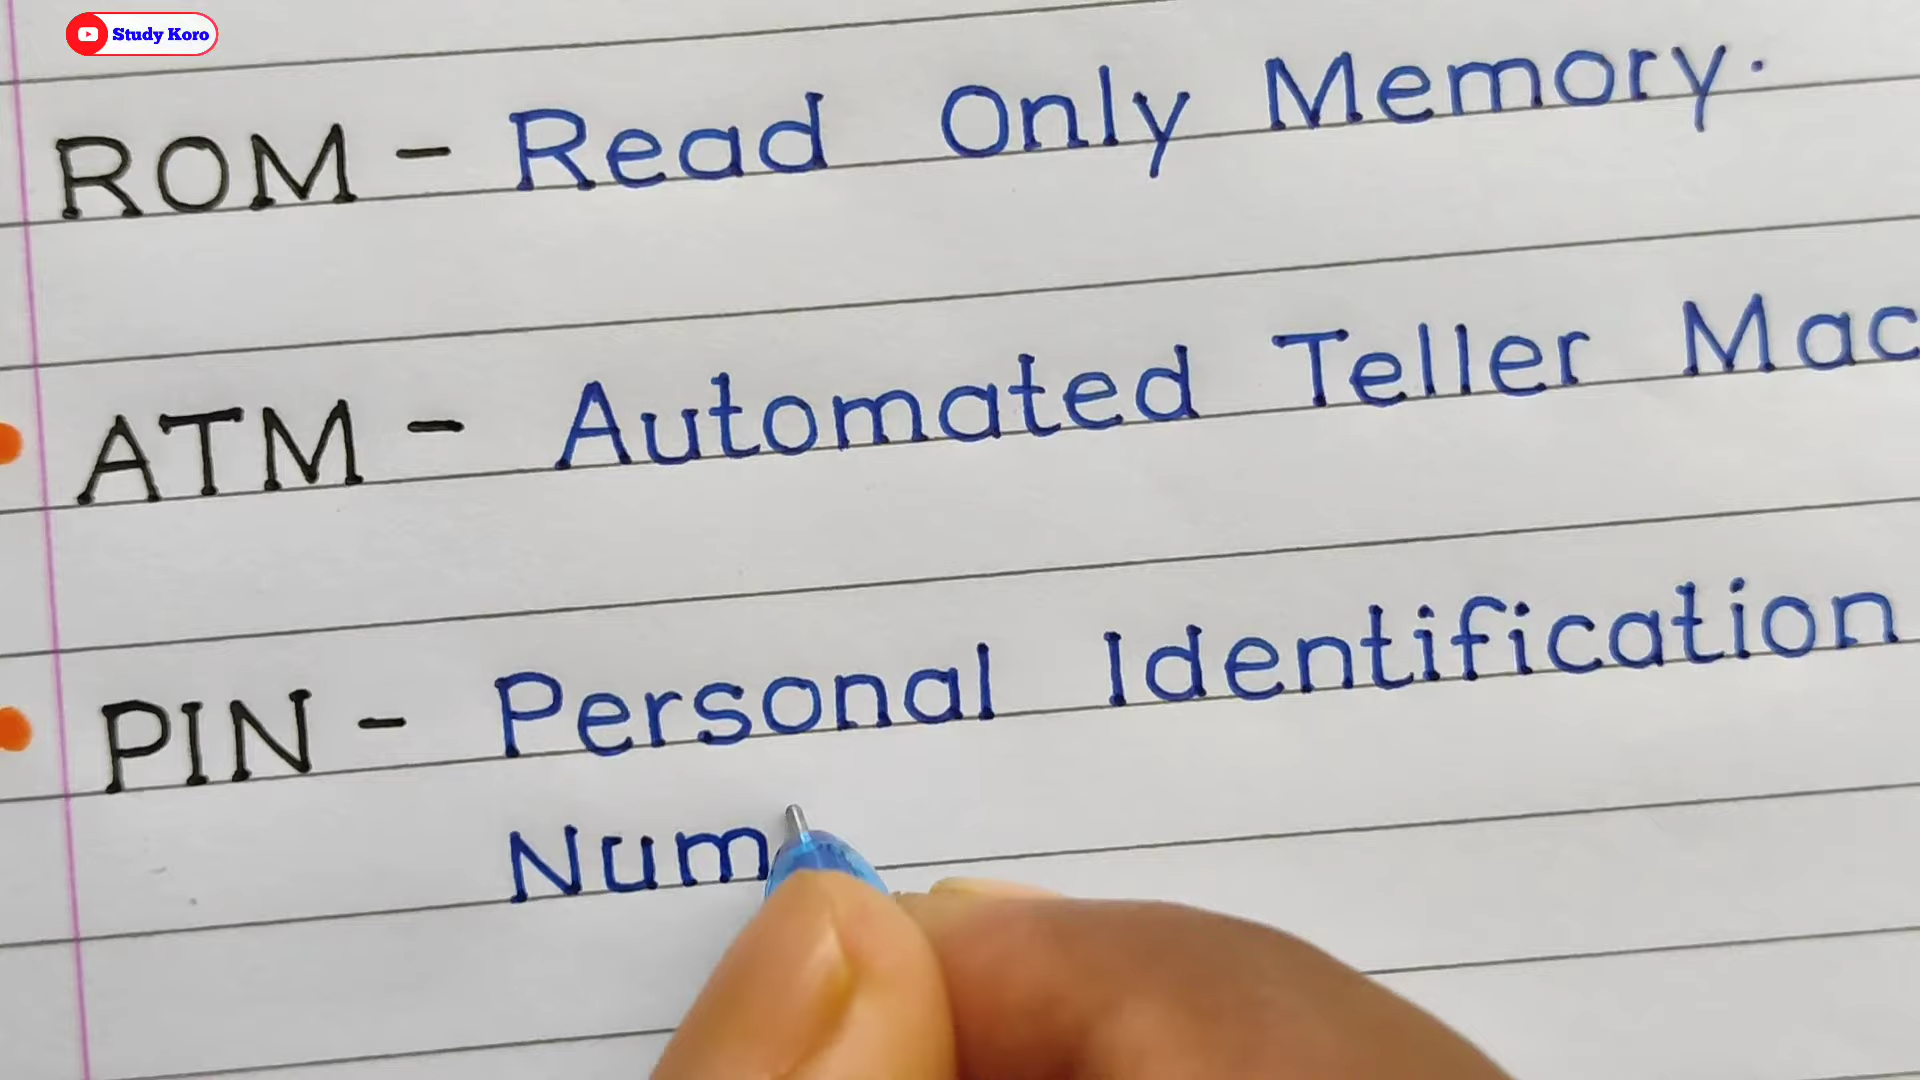 Study Koro
ROM - Read Only Memory.
ATM - Automated Teller Mac
PIN - Personal Identification
Num